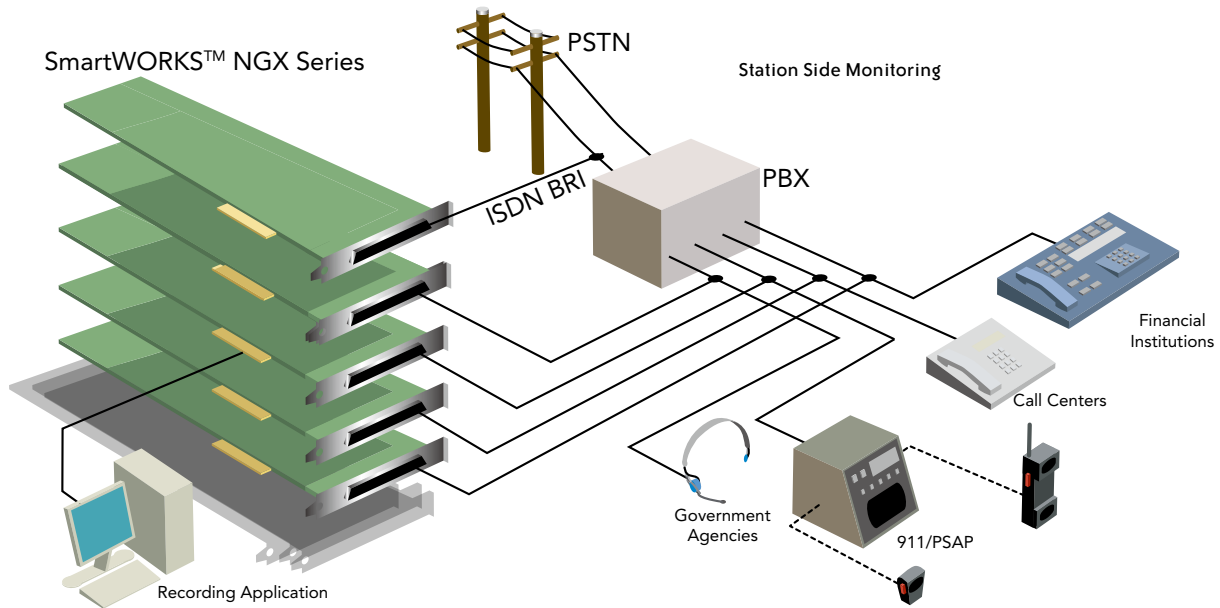 SmartWORKS™ NGX Series
PSTN
Station Side Monitoring
ISDN BRI
PBX
Financial
Institutions
Call Centers
Government
Agencies
911/PSAP
Recording Application